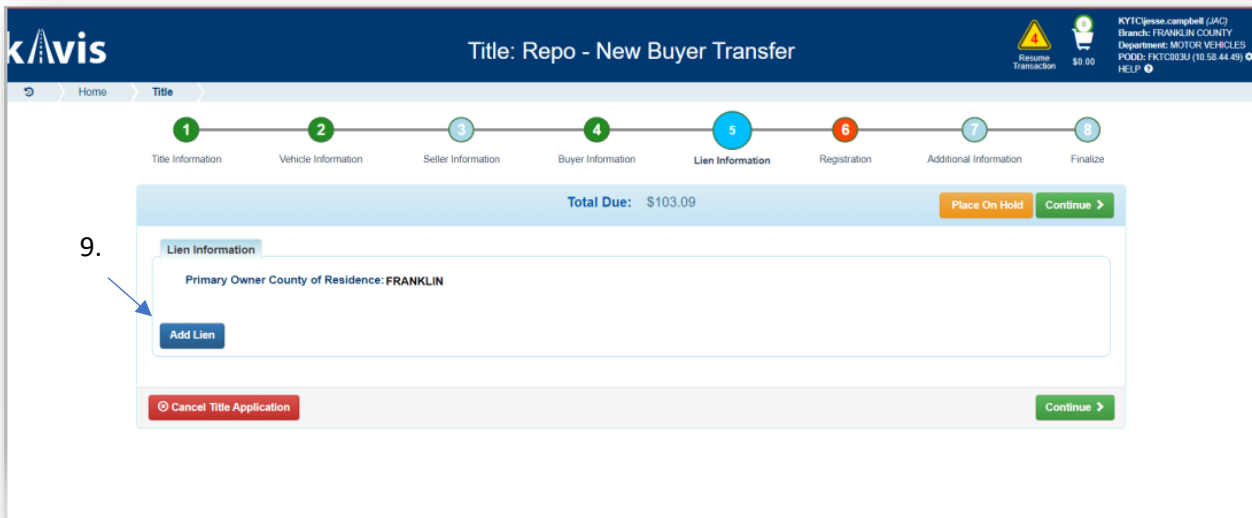 kAvis
Title: Repo - New Buyer Transfer
4
Resume
Transaction
0
$0.00
KYTC\jesse.campbell (JAC)
Branch: FRANKLIN COUNTY
Department: MOTOR VEHICLES
PODD: FKTC003U (10.58.44.49)
HELP
Home
Title
1
2
3
4
5
6
7
8
Title Information
Vehicle Information
Seller Information
Buyer Information
Lien Information
Registration
Additional Information
Finalize
Total Due: $103.09
Place On Hold
Continue
9.
Lien Information
Primary Owner County of Residence: FRANKLIN
Add Lien
Cancel Title Application
Continue